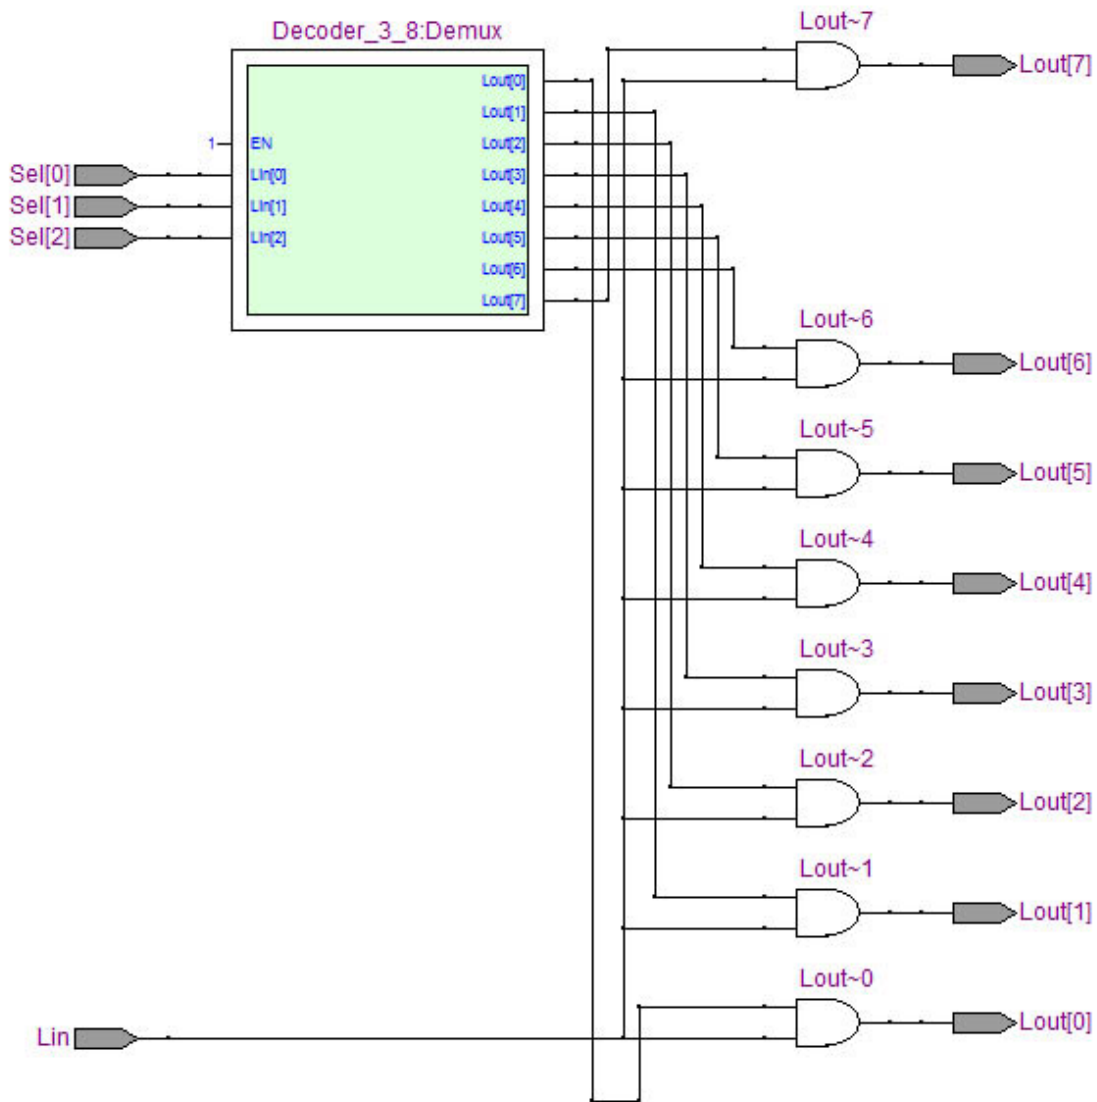 Decoder_3_8:Demux
Lout~7
Lout[7]
Lout[0]
Lout[1]
1 EN Lout[2]
Sel[0] Lin[0] Lout[3]
Sel[1] Lin[1] Lout[4]
Sel[2] Lin[2] Lout[5]
Lout[6]
Lout[7]
Lout~6
Lout[6]
Lout~5
Lout[5]
Lout~4
Lout[4]
Lout~3
Lout[3]
Lout~2
Lout[2]
Lout~1
Lout[1]
Lout~0
Lout[0]
Lin